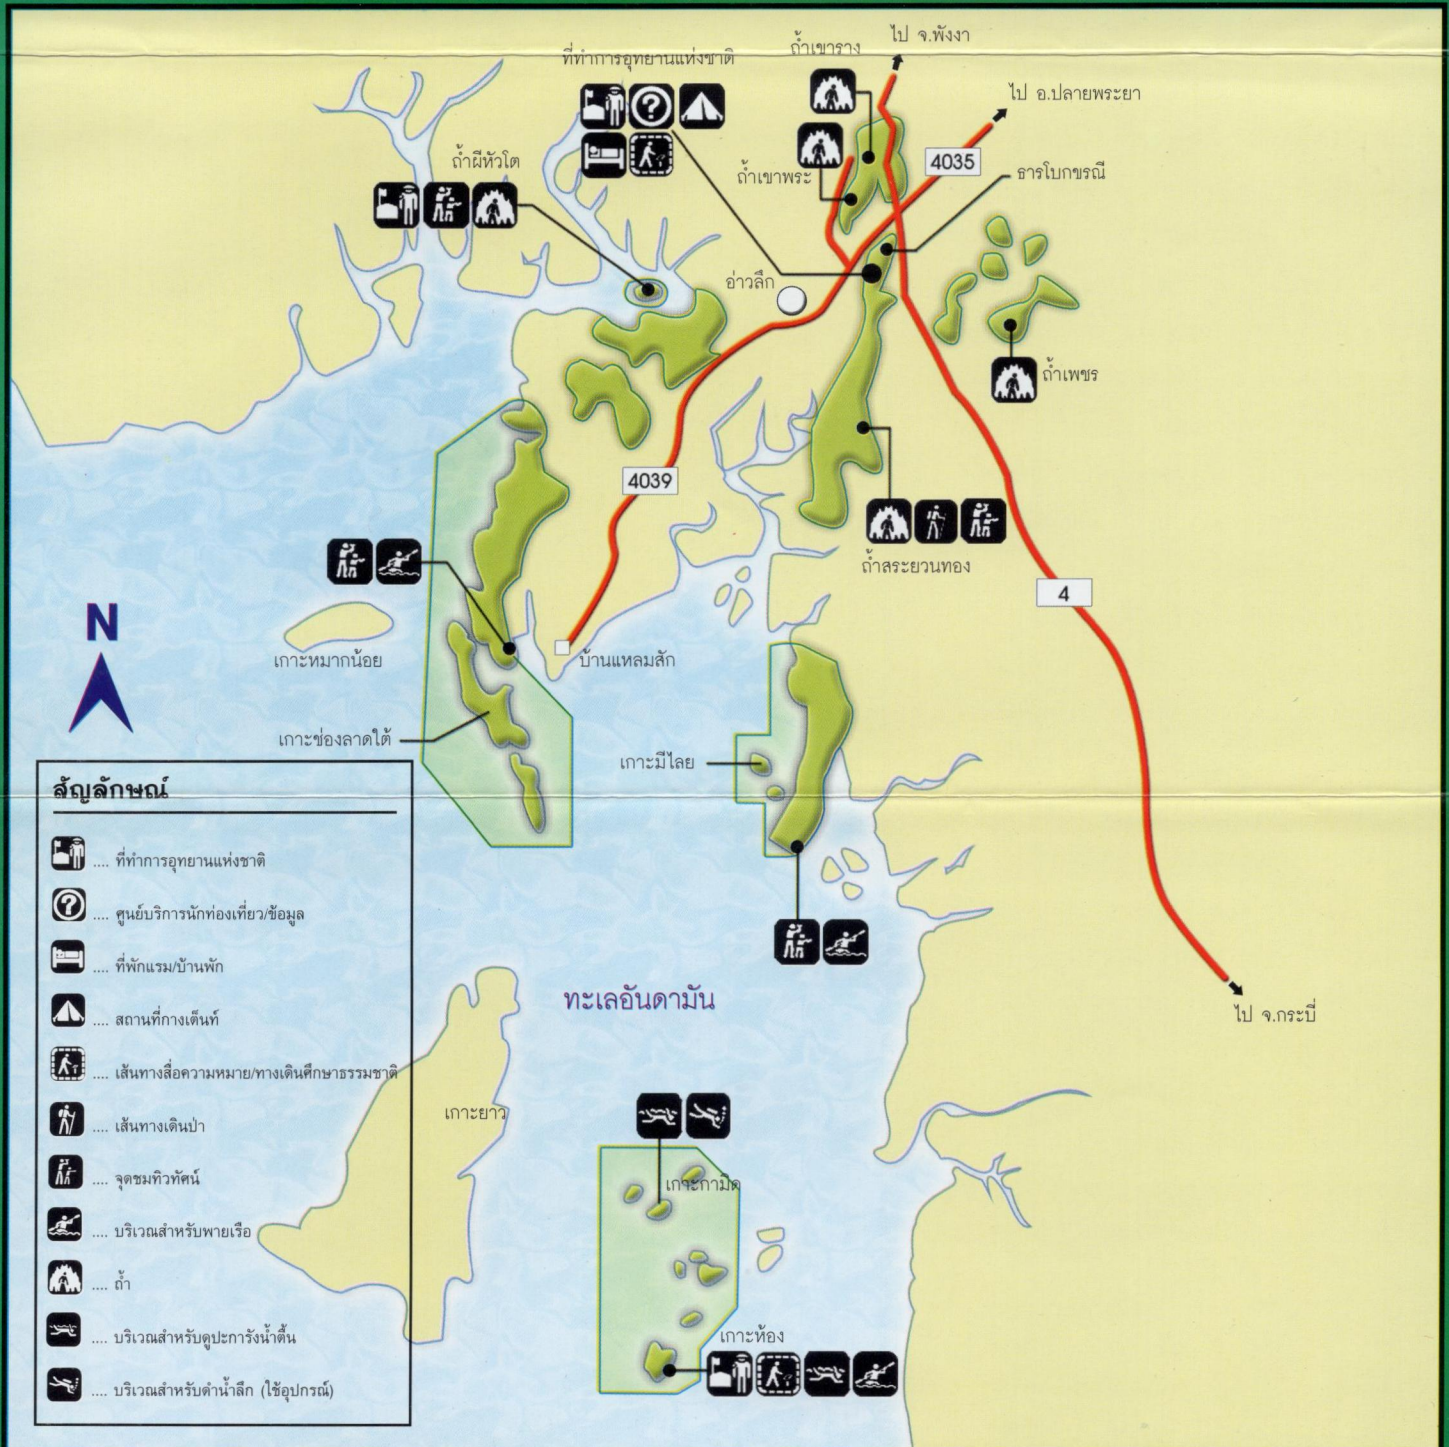 ไป จ.พังงา
ถ้ำเขาราง
ที่ทำการอุทยานแห่งชาติ
ไป อ.ปลายพระยา
4035
ถ้ำผีหัวโต
ถ้ำเขาพระ
ธารโบกขรณี
อ่าวลึก
ถ้ำเพชร
4039
ถ้ำสระยวนทอง
4
N
เกาะหมากน้อย
บ้านแหลมสัก
เกาะช่องลาดใต้
เกาะมีไลย
สัญลักษณ์
.... ที่ทำการอุทยานแห่งชาติ
.... ศูนย์บริการนักท่องเที่ยว/ข้อมูล
.... ที่พักแรม/บ้านพัก
.... สถานที่กางเต็นท์
.... เส้นทางสื่อความหมาย/ทางเดินศึกษาธรรมชาติ
.... เส้นทางเดินป่า
.... จุดชมทิวทัศน์
.... บริเวณสำหรับพายเรือ
.... ถ้ำ
.... บริเวณสำหรับดูปะการังน้ำตื้น
.... บริเวณสำหรับดำน้ำลึก (ใช้อุปกรณ์)
ทะเลอันดามัน
ไป จ.กระบี่
เกาะยาว
เกาะกามิด
เกาะห้อง